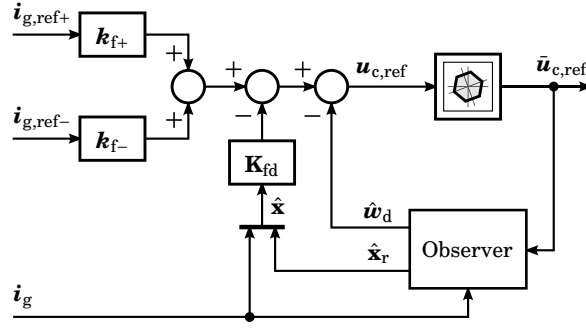 i_g,ref+
k_f+
+
+
i_g,ref−
k_f−
+
−
+
−
u_c,ref
ū_c,ref
K_fd
x̂
ŵ_d
x̂_r
Observer
i_g